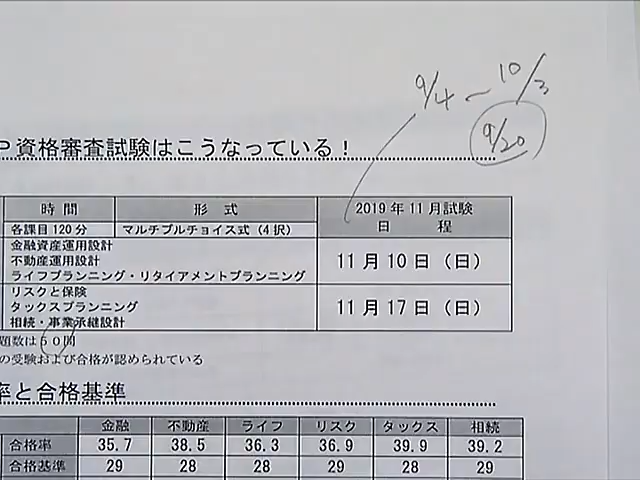 9/4 ~ 10/3
9/20
P資格審査試験はこうなっている!
時間 形式 2019年11月試験
日程
各課目120分 マルチプルチョイス式(4択)
金融資産運用設計
不動産運用設計
ライフプランニング・リタイアメントプランニング
11月10日(日)
リスクと保険
タックスプランニング
相続・事業承継設計
11月17日(日)
題数は50問
の受験および合格が認められている
率と合格基準
金融 不動産 ライフ リスク タックス 相続
合格率 35.7 38.5 36.3 36.9 39.9 39.2
合格基準 29 28 28 29 28 29